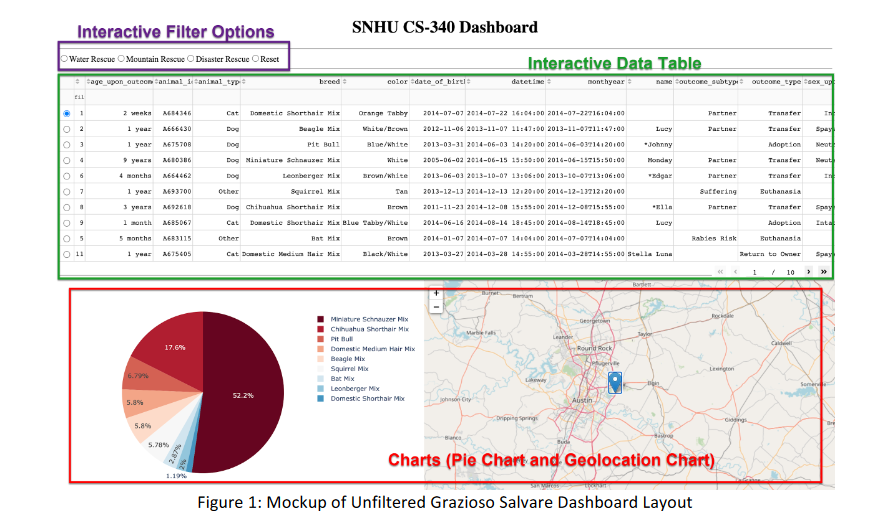 SNHU CS-340 Dashboard
Interactive Filter Options
Water Rescue Mountain Rescue Disaster Rescue Reset
Interactive Data Table
age_upon_outcom animal_i animal_typ breed color date_of_birt datetime monthyear name outcome_subtype outcome_type sex_up
fil
1 2 weeks A684346 Cat Domestic Shorthair Mix Orange Tabby 2014-07-07 2014-07-22 16:04:00 2014-07-22T16:04:00 Partner Transfer In
2 1 year A666430 Dog Beagle Mix White/Brown 2012-11-06 2013-11-07 11:47:00 2013-11-07T11:47:00 Lucy Partner Transfer Spay
3 1 year A675708 Dog Pit Bull Blue/White 2013-03-31 2014-06-03 14:20:00 2014-06-03T14:20:00 *Johnny Adoption Neut
4 9 years A680386 Dog Miniature Schnauzer Mix White 2005-06-02 2014-06-15 15:50:00 2014-06-15T15:50:00 Monday Partner Transfer Neut
6 4 months A664462 Dog Leonberger Mix Brown/White 2013-06-03 2013-10-07 13:06:00 2013-10-07T13:06:00 *Edgar Partner Transfer In
7 1 year A693700 Other Squirrel Mix Tan 2013-12-13 2014-12-13 12:20:00 2014-12-13T12:20:00 Suffering Euthanasia
8 3 years A692618 Dog Chihuahua Shorthair Mix Brown 2011-11-23 2014-12-08 15:55:00 2014-12-08T15:55:00 *Ella Partner Transfer Spay
9 1 month A685067 Cat Domestic Shorthair Mix Blue Tabby/White 2014-06-16 2014-08-14 18:45:00 2014-08-14T18:45:00 Lucy Adoption Inta
5 5 months A683115 Other Bat Mix Brown 2014-01-07 2014-07-07 14:04:00 2014-07-07T14:04:00 Rabies Risk Euthanasia
11 1 year A675405 Cat Domestic Medium Hair Mix Black/White 2013-03-27 2014-03-28 14:55:00 2014-03-28T14:55:00 Stella Luna Return to Owner Spay
1 / 10
52.2%
17.6%
6.79%
5.8%
5.8%
5.78%
2.87%
1.19%
Miniature Schnauzer Mix
Chihuahua Shorthair Mix
Pit Bull
Domestic Medium Hair Mix
Beagle Mix
Squirrel Mix
Bat Mix
Leonberger Mix
Domestic Shorthair Mix
+
−
Bartlett
Burnet
Bertram
Georgetown
Rockdale
Marble Falls
Leander
Taylor
Caldwell
Round Rock
Pflugerville
Lexington
Lakeway
Elgin
Somerville
Johnson City
Austin
Dripping Springs
Giddings
Blanco
Bastrop
Buda
San Marcos
Lockhart
La Grange
Charts (Pie Chart and Geolocation Chart)
Figure 1: Mockup of Unfiltered Grazioso Salvare Dashboard Layout